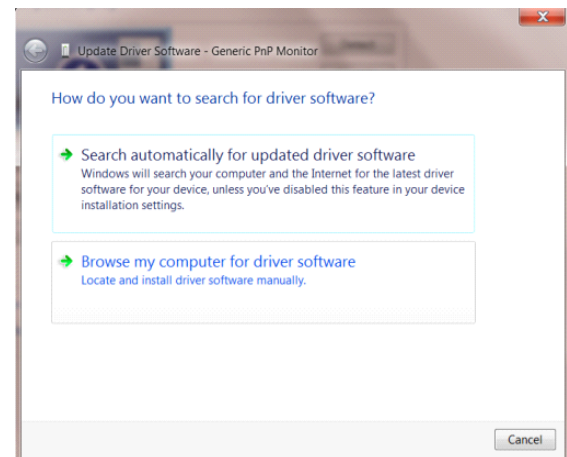 Update Driver Software - Generic PnP Monitor
How do you want to search for driver software?
Search automatically for updated driver software
Windows will search your computer and the Internet for the latest driver
software for your device, unless you've disabled this feature in your device
installation settings.
Browse my computer for driver software
Locate and install driver software manually.
Cancel